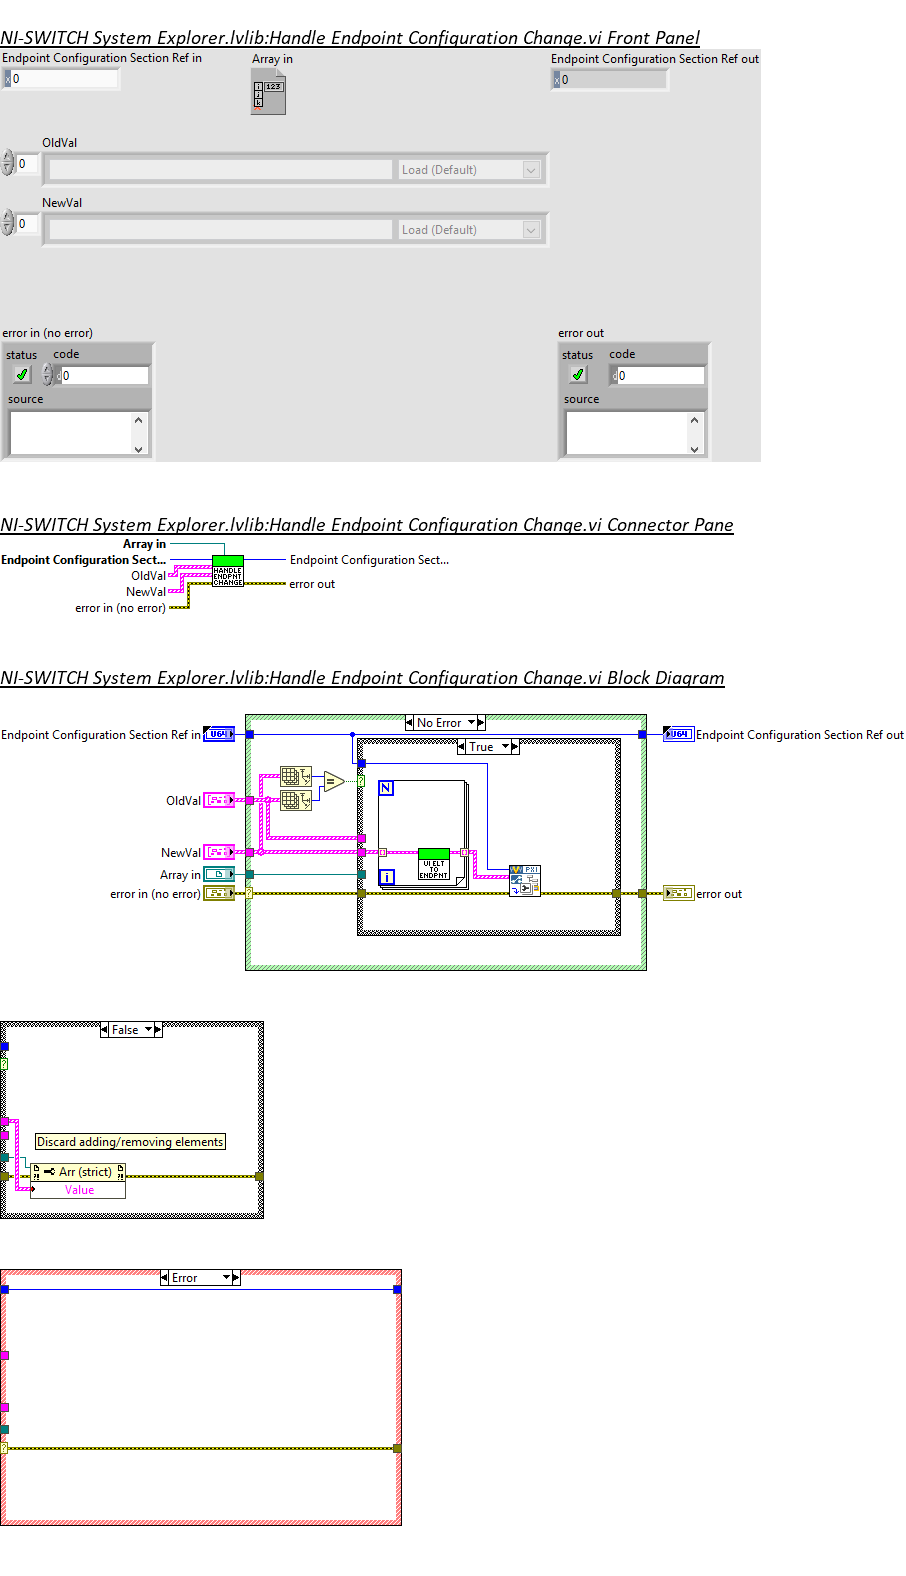 NI-SWITCH System Explorer.lvlib:Handle Endpoint Configuration Change.vi Front Panel
Endpoint Configuration Section Ref in
Array in
Endpoint Configuration Section Ref out
x 0
i
j
k
123
x 0
OldVal
0
Load (Default)
NewVal
0
Load (Default)
error in (no error)
error out
status code
status code
d 0
d 0
source
source
NI-SWITCH System Explorer.lvlib:Handle Endpoint Configuration Change.vi Connector Pane
Array in
Endpoint Configuration Sect...
Endpoint Configuration Sect...
OldVal
NewVal
error in (no error)
HANDLE
ENDPNT
CHANGE
error out
NI-SWITCH System Explorer.lvlib:Handle Endpoint Configuration Change.vi Block Diagram
No Error
Endpoint Configuration Section Ref in
U64
U64
Endpoint Configuration Section Ref out
True
=
?
N
OldVal
NewVal
VI ELT
TO
ENDPNT
i
PXI
Array in
error in (no error)
?
error out
False
?
Discard adding/removing elements
Arr (strict)
?!
?!
Value
Error
?